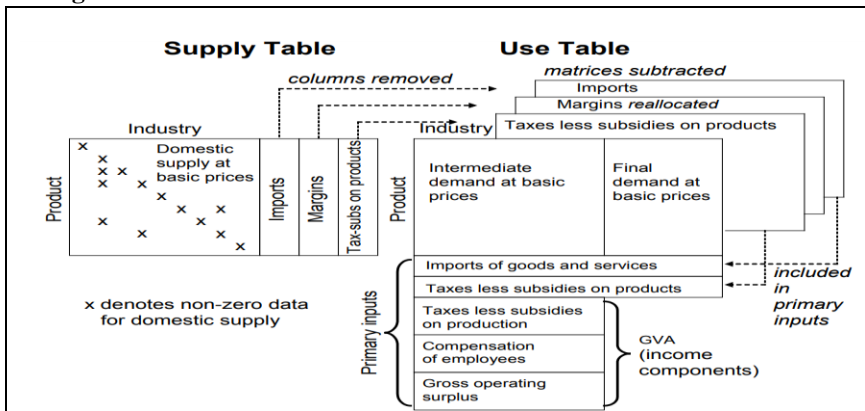 Supply Table
Use Table
columns removed
matrices subtracted
Imports
Margins reallocated
Taxes less subsidies on products
Industry
Industry
Product
Domestic
supply at
basic prices
Imports
Margins
Tax-subs on products
Product
Intermediate
demand at basic
prices
Final
demand at basic
prices
Imports of goods and services
Taxes less subsidies on products
included
in
primary
inputs
x denotes non-zero data
for domestic supply
Primary inputs
Taxes less subsidies
on production
Compensation
of employees
Gross operating
surplus
GVA
(income
components)